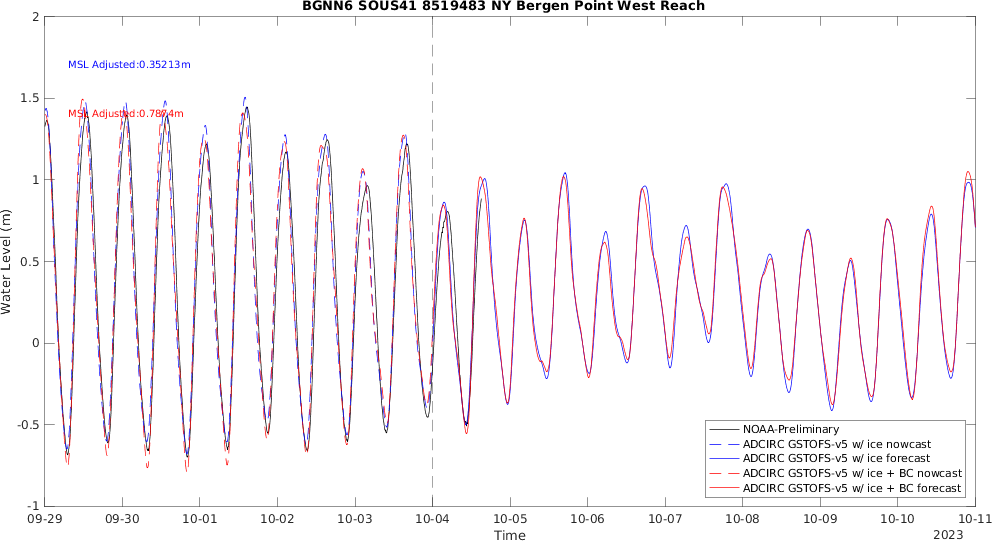 BGNN6 SOUS41 8519483 NY Bergen Point West Reach
2
MSL Adjusted:0.35213m
1.5
MSL Adjusted:0.7874m
1
0.5
0
-0.5
-1
Water Level (m)
NOAA-Preliminary
ADCIRC GSTOFS-v5 w/ ice nowcast
ADCIRC GSTOFS-v5 w/ ice forecast
ADCIRC GSTOFS-v5 w/ ice + BC nowcast
ADCIRC GSTOFS-v5 w/ ice + BC forecast
09-29 09-30 10-01 10-02 10-03 10-04 10-05 10-06 10-07 10-08 10-09 10-10 10-11
Time
2023